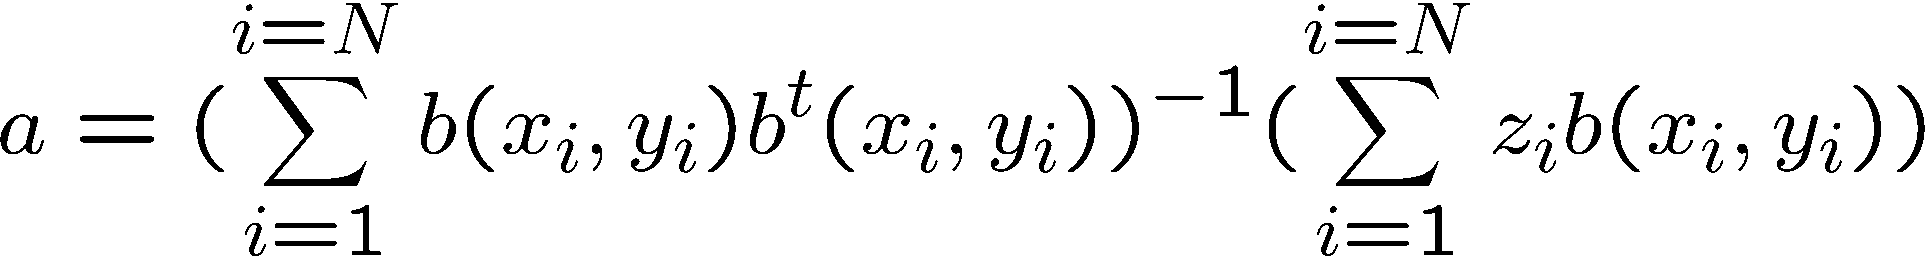 a = (\sum_{i=1}^{i=N} b(x_i, y_i)b^t(x_i, y_i))^{-1}(\sum_{i=1}^{i=N} z_i b(x_i, y_i))